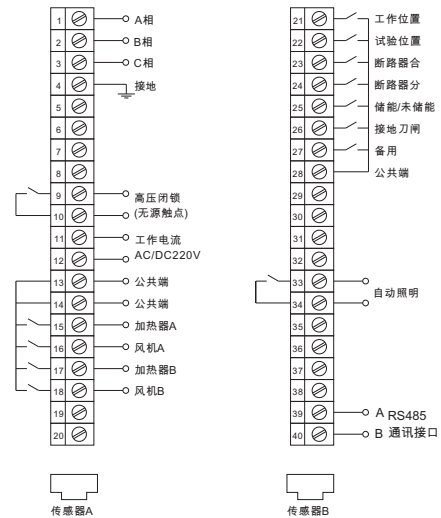 1 A相
2 B相
3 C相
4 接地
5
6
7
8
9 高压闭锁
10 (无源触点)
11 工作电流
12 AC/DC220V
13 公共端
14 公共端
15 加热器A
16 风机A
17 加热器B
18 风机B
19
20
传感器A
21 工作位置
22 试验位置
23 断路器合
24 断路器分
25 储能/未储能
26 接地刀闸
27 备用
28 公共端
29
30
31
32
33
自动照明
34
35
36
37
38
39 A RS485
40 B 通讯接口
传感器B